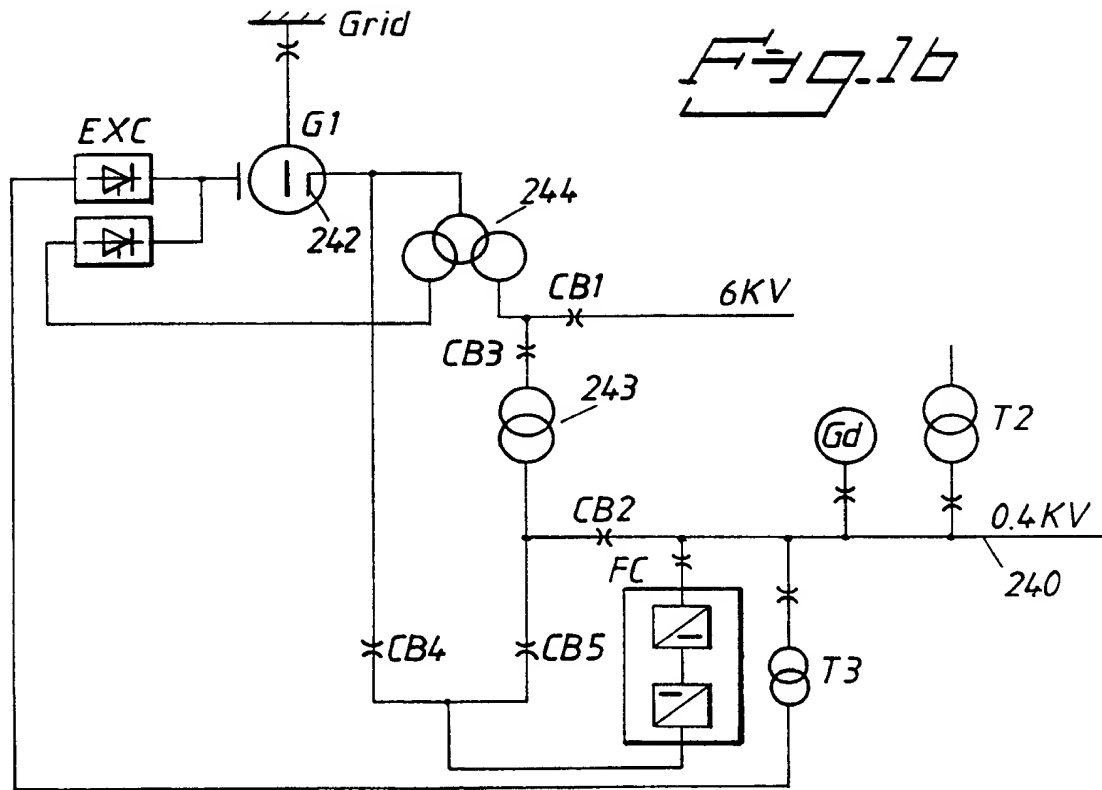 Grid
Fig.1b
G1
EXC
244
242
CB1
6KV
CB3
243
Gd
T2
CB2
0.4KV
FC
240
CB4
CB5
T3